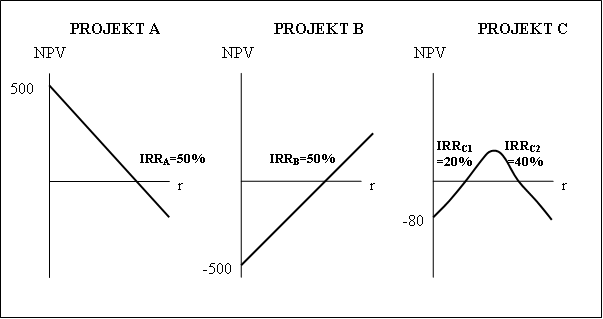 PROJEKT A
NPV
500
IRRA=50%
r
PROJEKT B
NPV
IRRB=50%
r
-500
PROJEKT C
NPV
IRRC1
=20%
IRRC2
=40%
r
-80